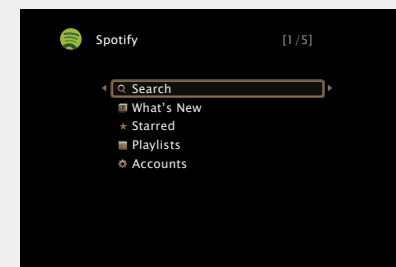 Spotify [1/5]
Search
What's New
Starred
Playlists
Accounts